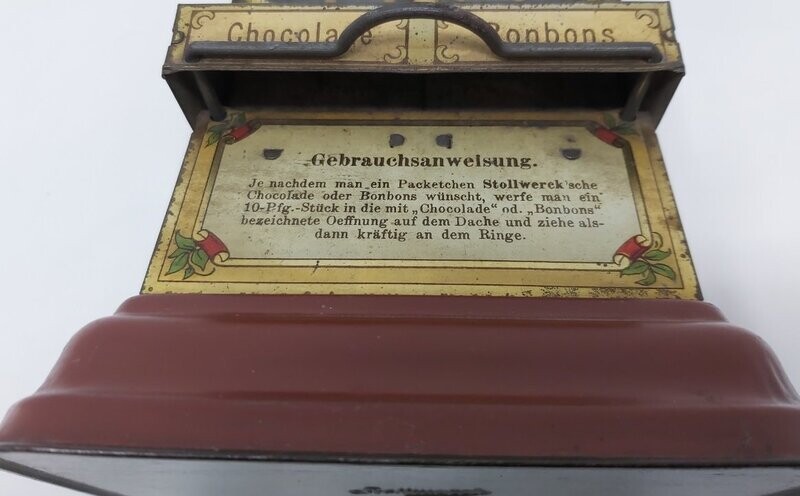 Chocolade Bonbons
Gebrauchsanweisung.
Je nachdem man ein Packetchen Stollwerck'sche
Chocolade oder Bonbons wünscht, werfe man ein
10-Pfg.-Stück in die mit „Chocolade“ od. „Bonbons“
bezeichnete Oeffnung auf dem Dache und ziehe als-
dann kräftig an dem Ringe.